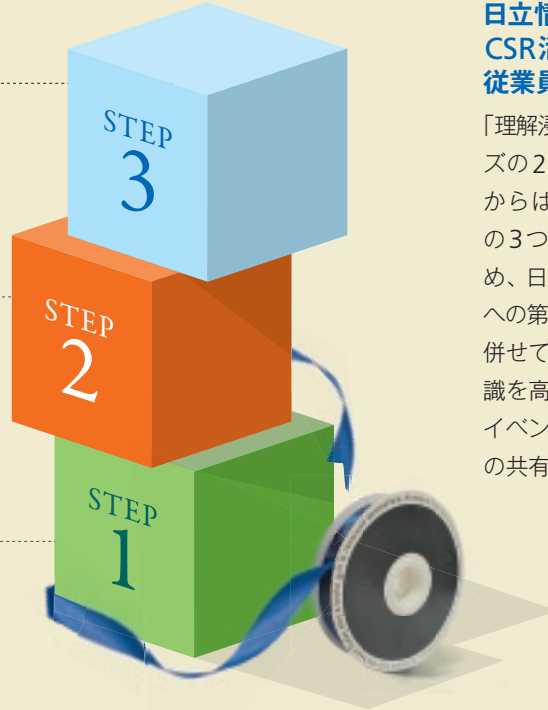 STEP
3
STEP
2
STEP
1
日立情
CSR活
従業員
「理解浸
ズの2
からは
の3つ
め、日立
への第
併せて
識を高
イベン
の共有